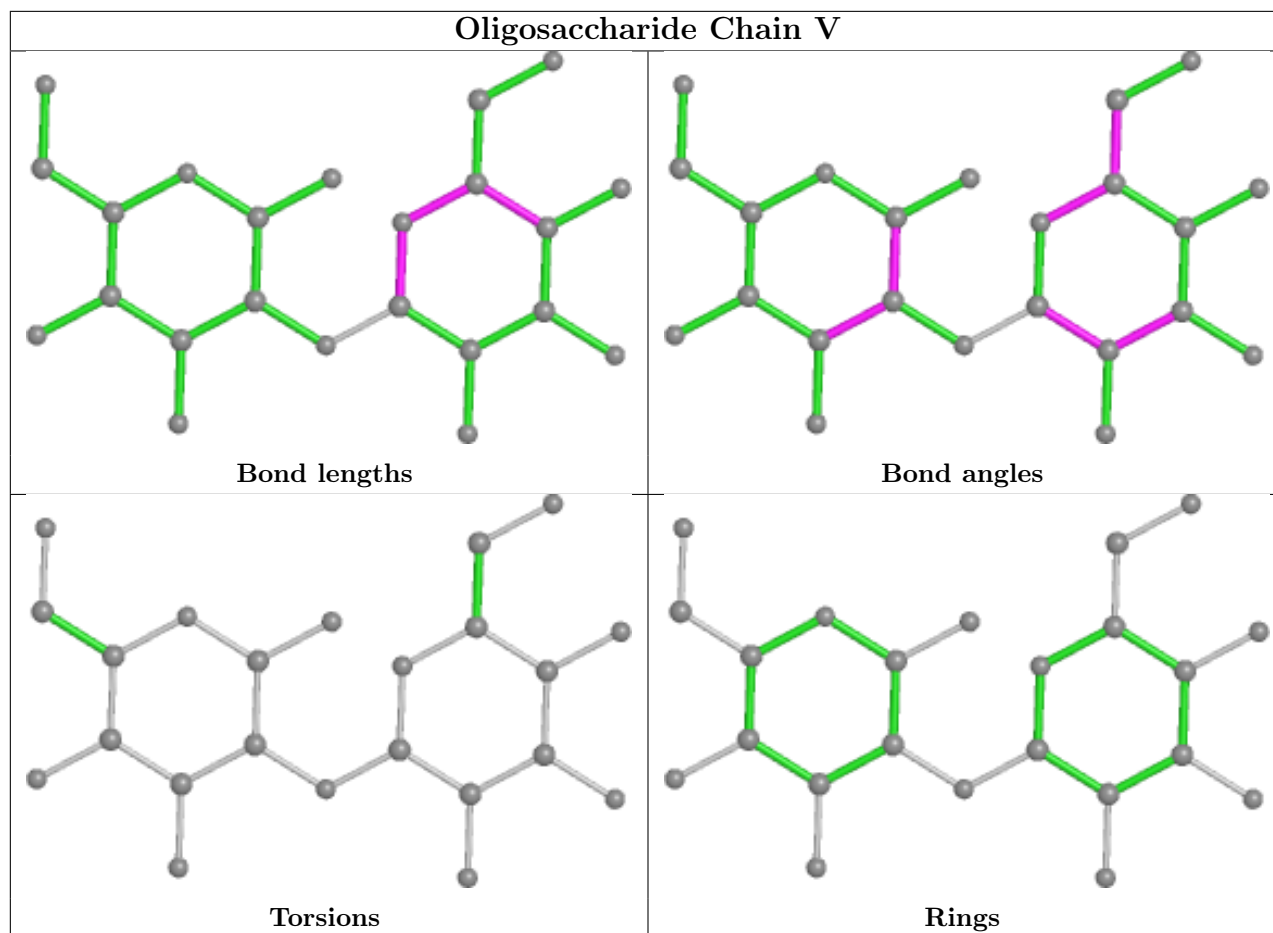 Oligosaccharide Chain V
Bond lengths
Bond angles
Torsions
Rings